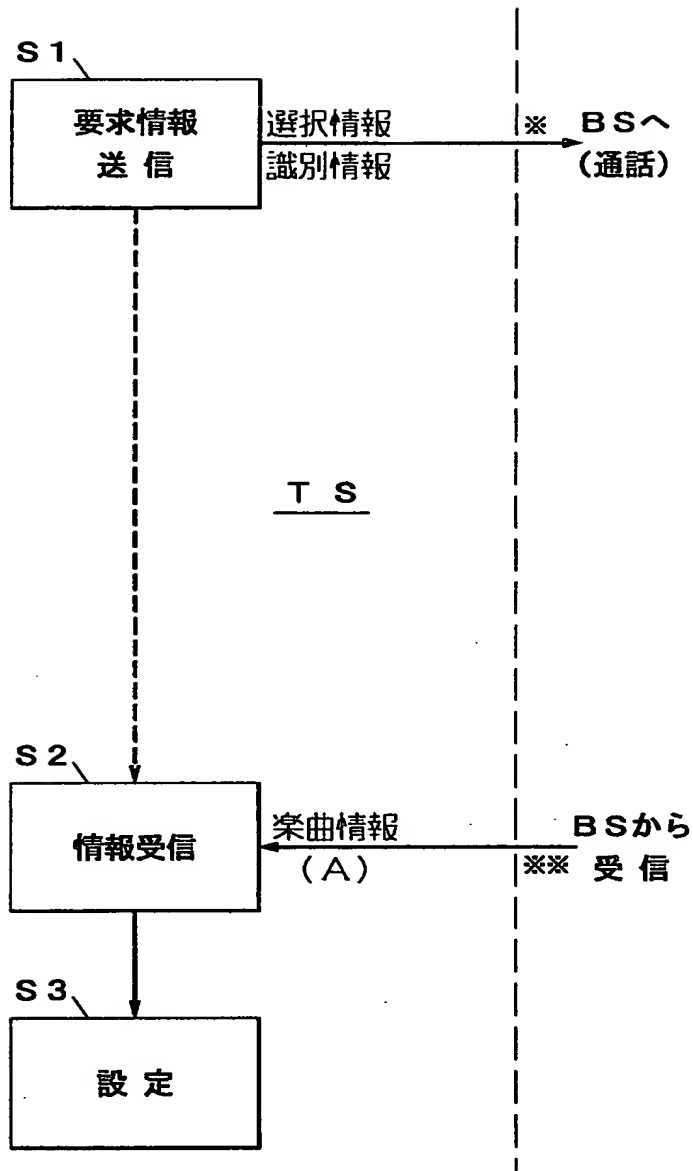 S1
要求情報
送信
選択情報
識別情報
※
BSへ
(通話)
TS
S2
情報受信
楽曲情報
(A)
BSから
※※ 受信
S3
設定